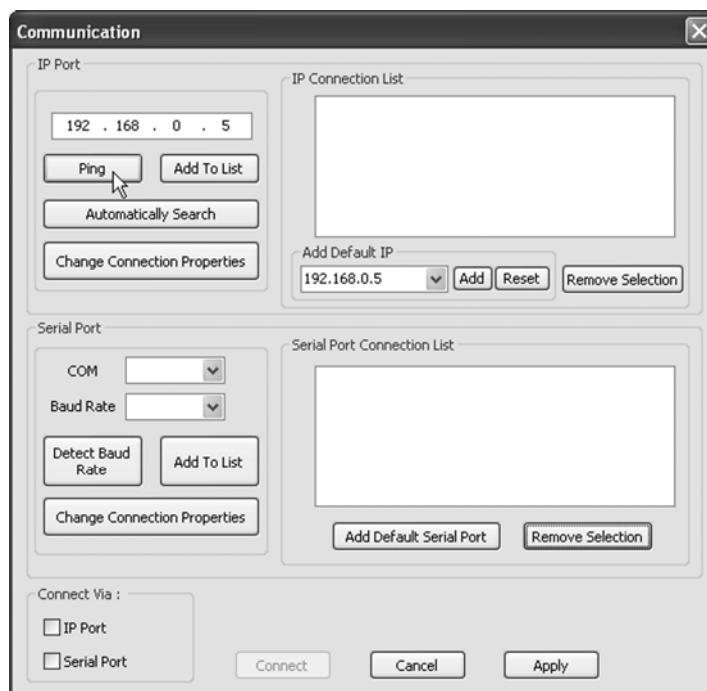 Communication
IP Port
192 . 168 . 0 . 5
Ping
Add To List
Automatically Search
Change Connection Properties
IP Connection List
Add Default IP
192.168.0.5
Add
Reset
Remove Selection
Serial Port
COM
Baud Rate
Detect Baud
Rate
Add To List
Change Connection Properties
Serial Port Connection List
Add Default Serial Port
Remove Selection
Connect Via :
IP Port
Serial Port
Connect
Cancel
Apply